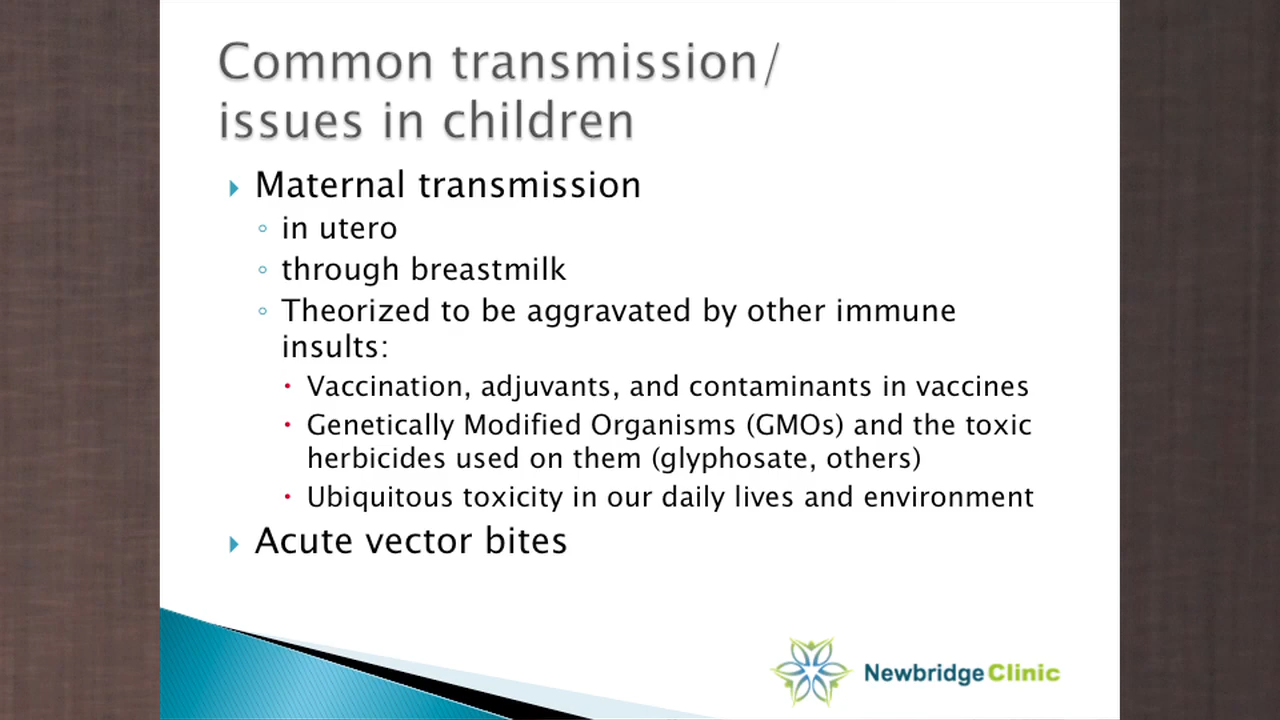 Common transmission/
issues in children
Maternal transmission
in utero
through breastmilk
Theorized to be aggravated by other immune
insults:
Vaccination, adjuvants, and contaminants in vaccines
Genetically Modified Organisms (GMOs) and the toxic
herbicides used on them (glyphosate, others)
Ubiquitous toxicity in our daily lives and environment
Acute vector bites
Newbridge Clinic